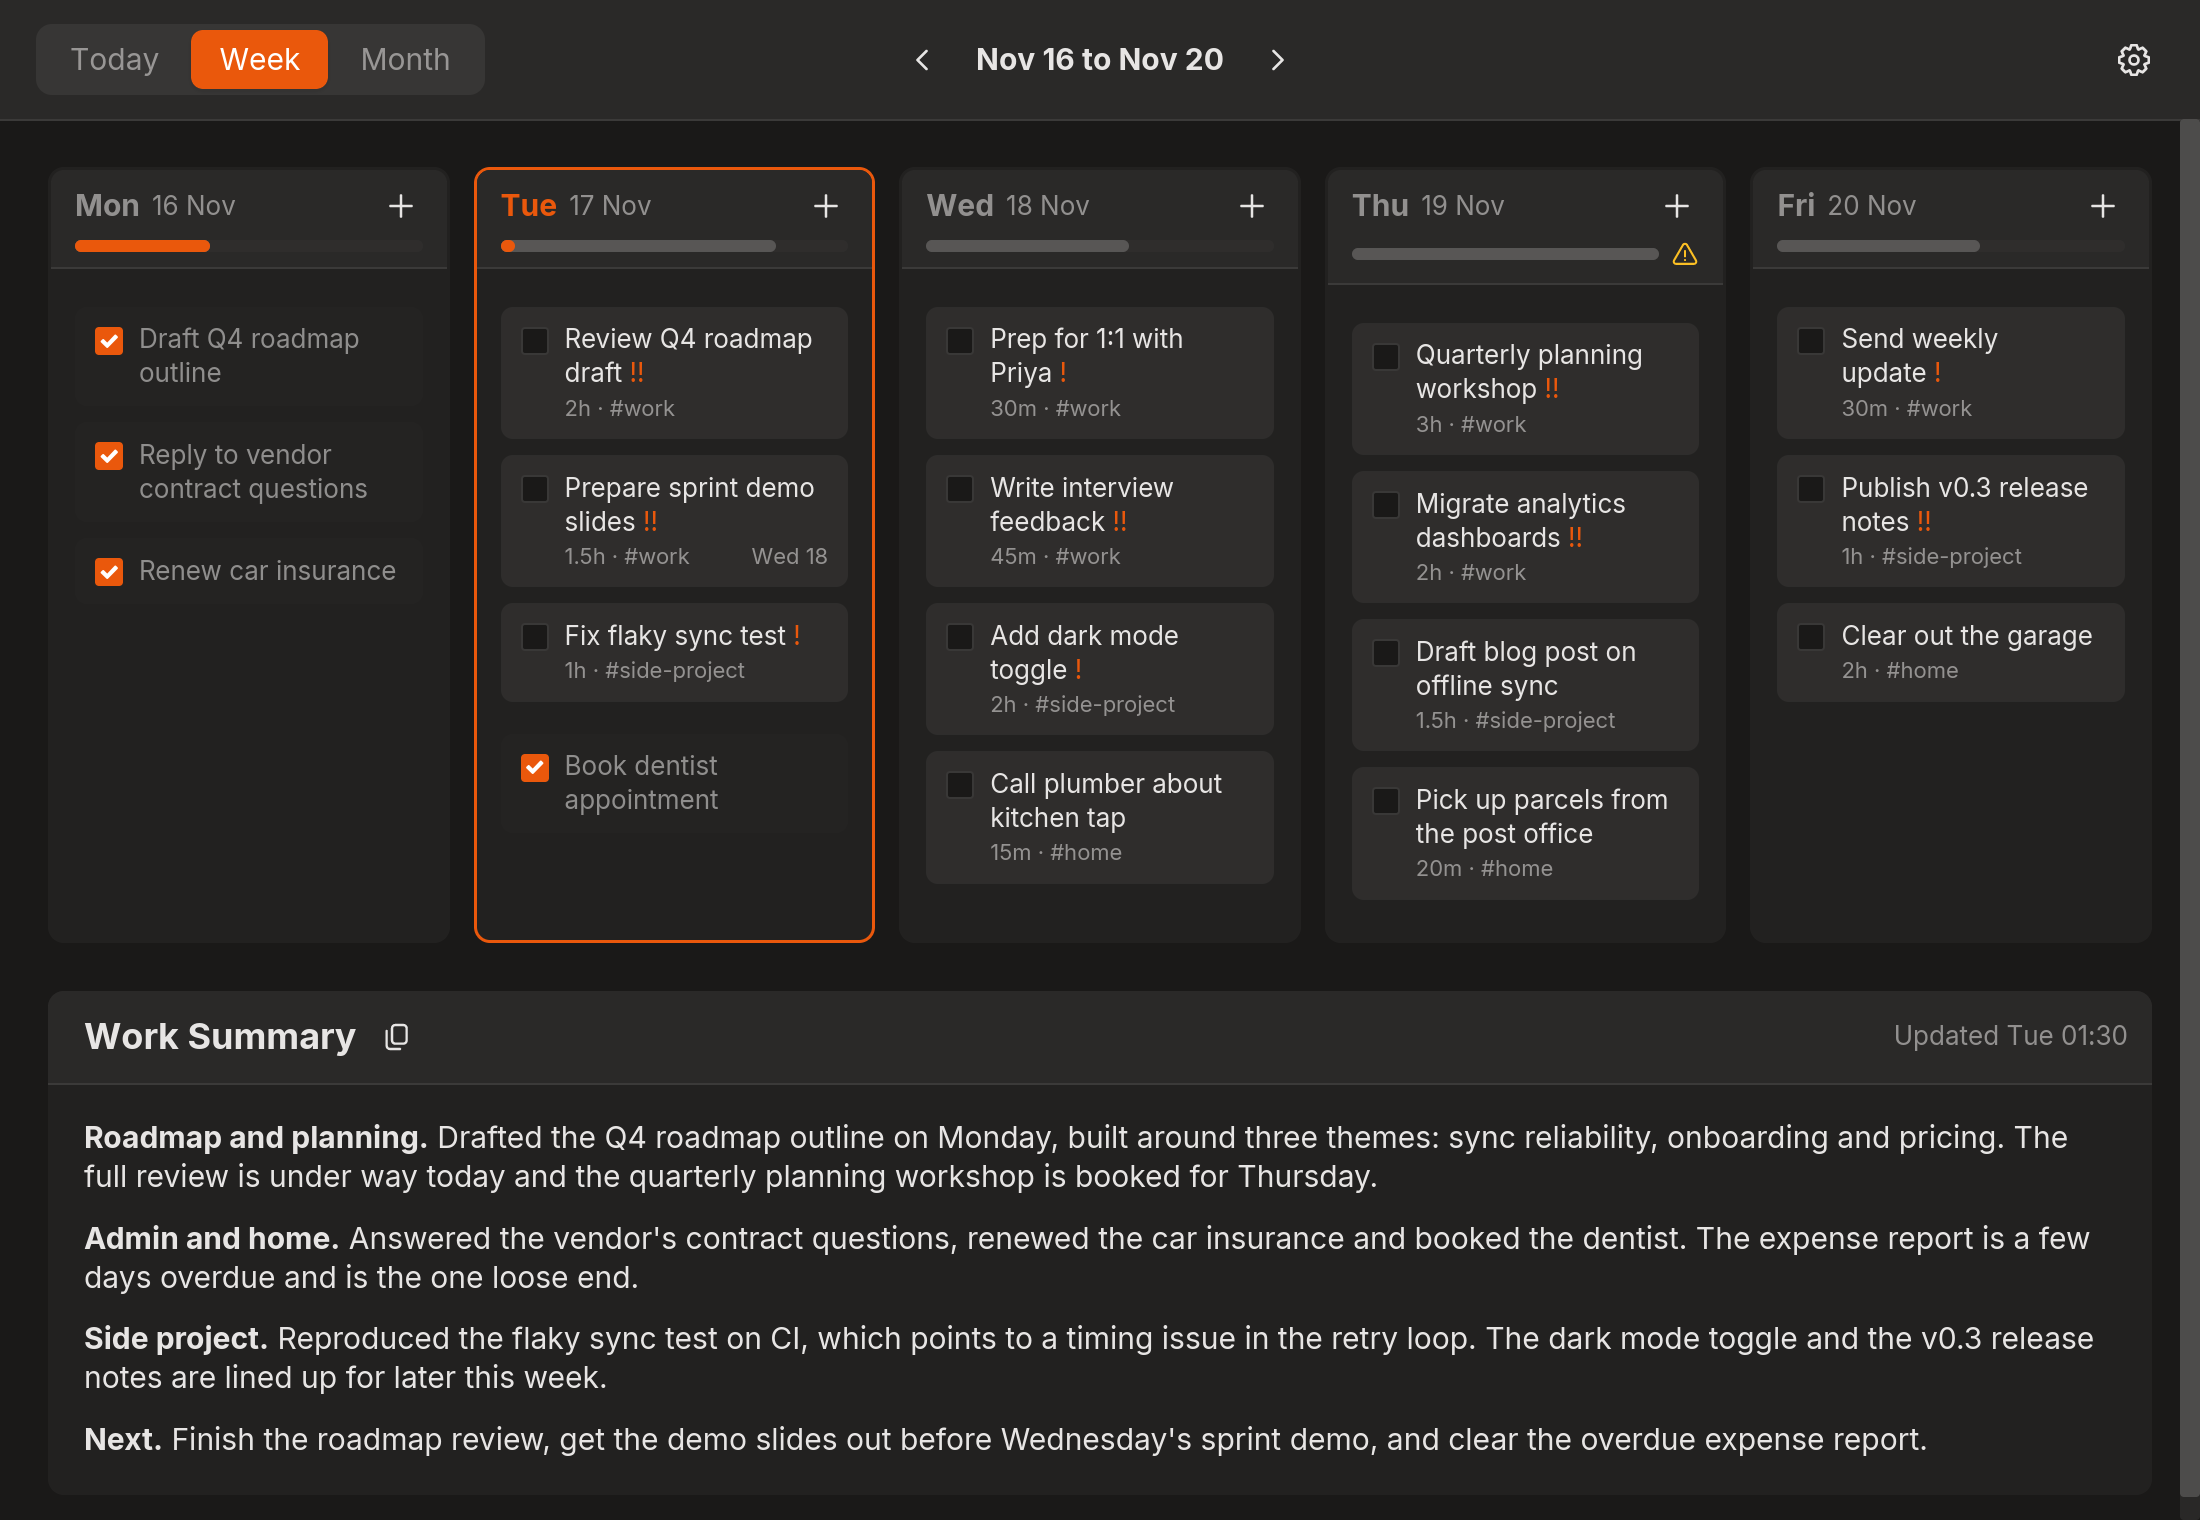 Today Week Month
Nov 16 to Nov 20
Mon 16 Nov
Draft Q4 roadmap
outline
Reply to vendor
contract questions
Renew car insurance
Tue 17 Nov
Review Q4 roadmap
draft !!
2h · #work
Prepare sprint demo
slides !!
1.5h · #work Wed 18
Fix flaky sync test !
1h · #side-project
Book dentist
appointment
Wed 18 Nov
Prep for 1:1 with
Priya !
30m · #work
Write interview
feedback !!
45m · #work
Add dark mode
toggle !
2h · #side-project
Call plumber about
kitchen tap
15m · #home
Thu 19 Nov
Quarterly planning
workshop !!
3h · #work
Migrate analytics
dashboards !!
2h · #work
Draft blog post on
offline sync
1.5h · #side-project
Pick up parcels from
the post office
20m · #home
Fri 20 Nov
Send weekly
update !
30m · #work
Publish v0.3 release
notes !!
1h · #side-project
Clear out the garage
2h · #home
Work Summary
Updated Tue 01:30
Roadmap and planning. Drafted the Q4 roadmap outline on Monday, built around three themes: sync reliability, onboarding and pricing. The
full review is under way today and the quarterly planning workshop is booked for Thursday.
Admin and home. Answered the vendor's contract questions, renewed the car insurance and booked the dentist. The expense report is a few
days overdue and is the one loose end.
Side project. Reproduced the flaky sync test on CI, which points to a timing issue in the retry loop. The dark mode toggle and the v0.3 release
notes are lined up for later this week.
Next. Finish the roadmap review, get the demo slides out before Wednesday's sprint demo, and clear the overdue expense report.